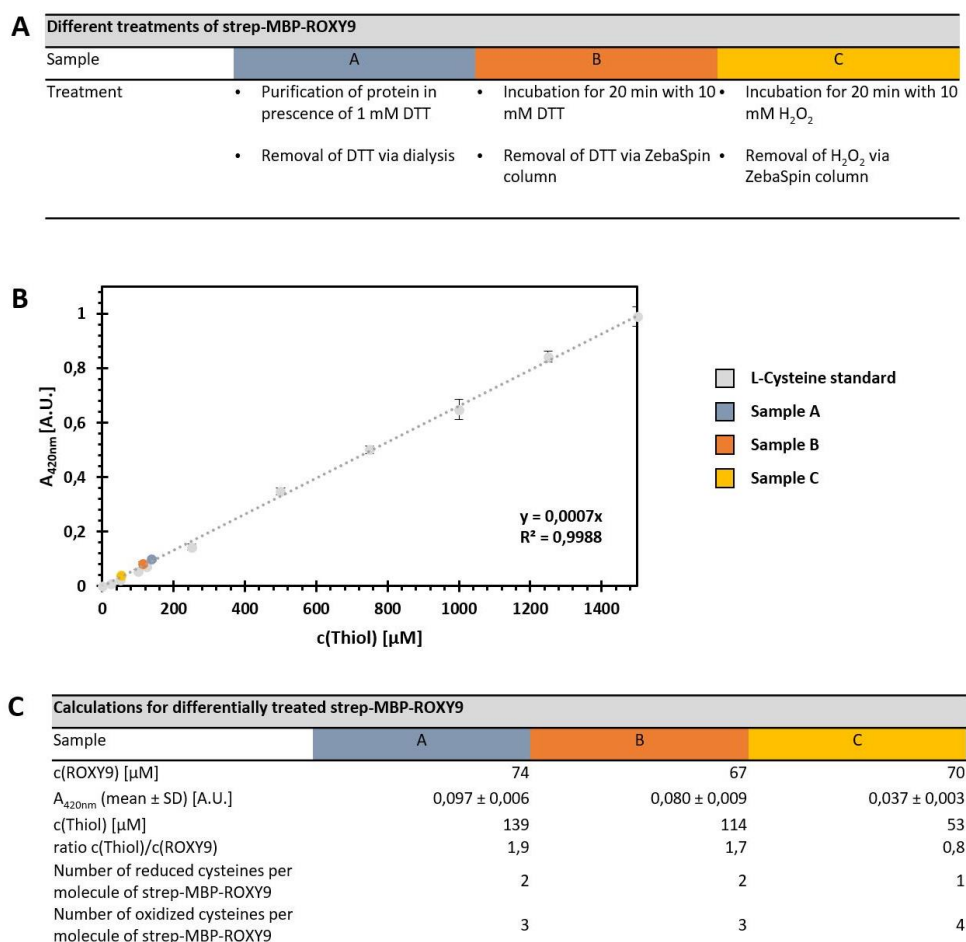 A
Different treatments of strep-MBP-ROXY9
Sample A B C
Treatment
• Purification of protein in
prescence of 1 mM DTT
• Removal of DTT via dialysis
• Incubation for 20 min with 10
mM DTT
• Removal of DTT via ZebaSpin
column
• Incubation for 20 min with 10
mM H₂O₂
• Removal of H₂O₂ via
ZebaSpin column
B
A420nm [A.U.]
1
0,8
0,6
0,4
0,2
0
0 200 400 600 800 1000 1200 1400
c(Thiol) [µM]
y = 0,0007x
R² = 0,9988
L-Cysteine standard
Sample A
Sample B
Sample C
C
Calculations for differentially treated strep-MBP-ROXY9
Sample A B C
c(ROXY9) [µM] 74 67 70
A420nm (mean ± SD) [A.U.] 0,097 ± 0,006 0,080 ± 0,009 0,037 ± 0,003
c(Thiol) [µM] 139 114 53
ratio c(Thiol)/c(ROXY9) 1,9 1,7 0,8
Number of reduced cysteines per
molecule of strep-MBP-ROXY9 2 2 1
Number of oxidized cysteines per
molecule of strep-MBP-ROXY9 3 3 4